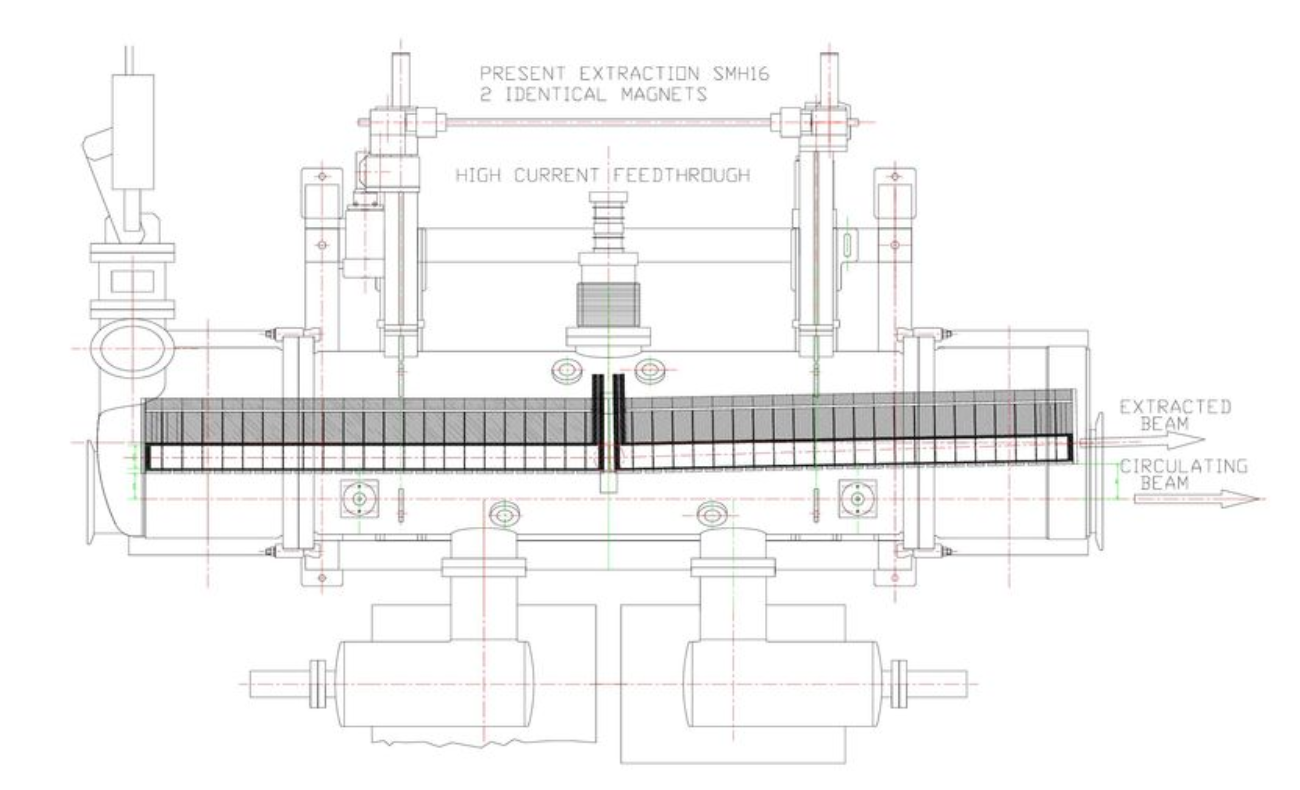 PRESENT EXTRACTION SMH16
2 IDENTICAL MAGNETS
HIGH CURRENT FEEDTHROUGH
EXTRACTED
BEAM
CIRCULATING
BEAM